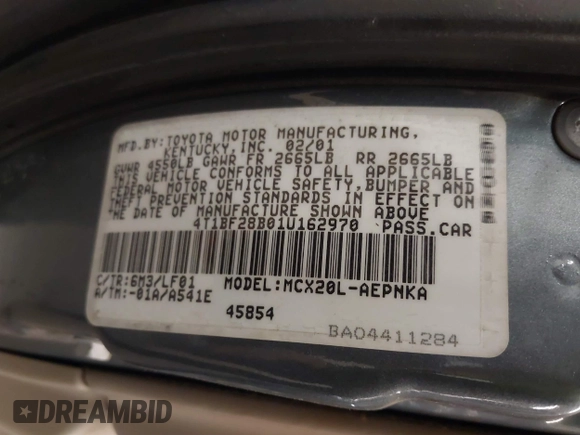 MFD.BY:TOYOTA MOTOR MANUFACTURING,
KENTUCKY, INC. 02/01
GVWR 4550LB GAWR FR 2665LB RR 2665LB
THIS VEHICLE CONFORMS TO ALL APPLICABLE
FEDERAL MOTOR VEHICLE SAFETY, BUMPER AND
THEFT PREVENTION STANDARDS IN EFFECT ON
THE DATE OF MANUFACTURE SHOWN ABOVE
4T1BF28B01U162970 PASS.CAR
C/TR:6M3/LF01 MODEL:MCX20L-AEPNKA
A/TM:-01A/A541E
45854
BA04411284
DREAMBID